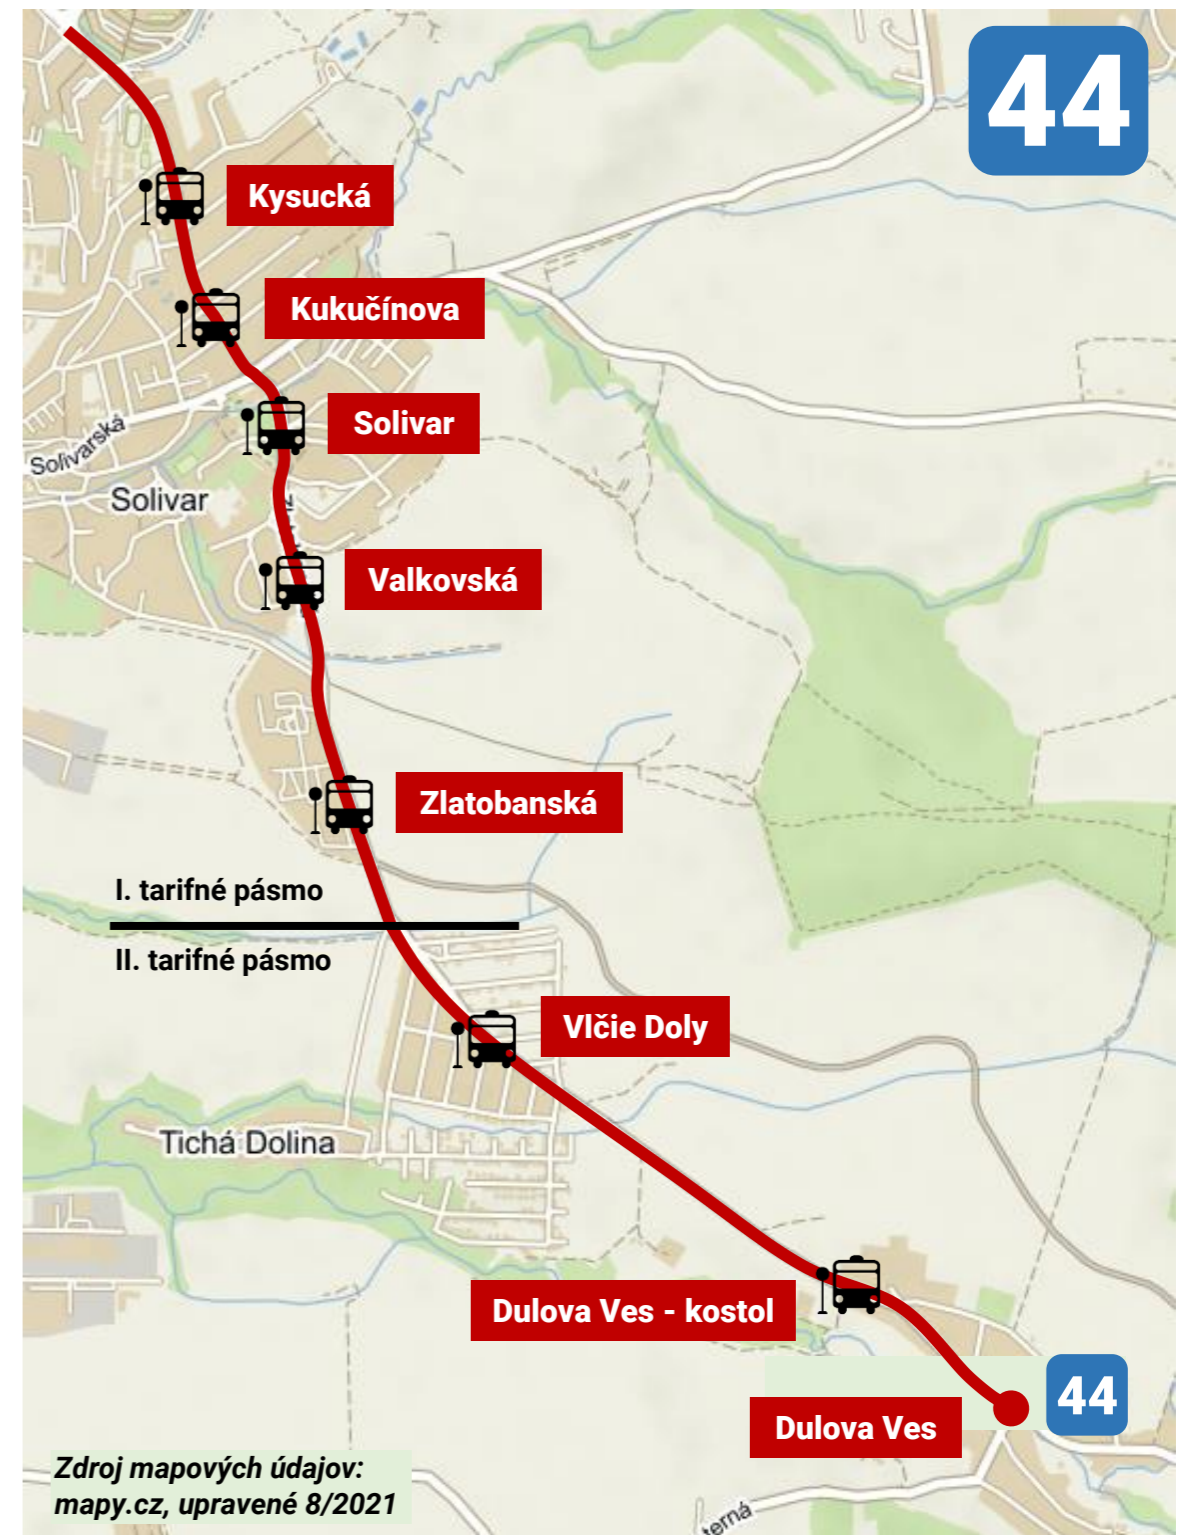 44
Kysucká
Kukučínova
Solivar
Solivarská
Solivar
Valkovská
Zlatobanská
I. tarifné pásmo
II. tarifné pásmo
Vlčie Doly
Tichá Dolina
Dulova Ves - kostol
44
Dulova Ves
Zdroj mapových údajov:
mapy.cz, upravené 8/2021